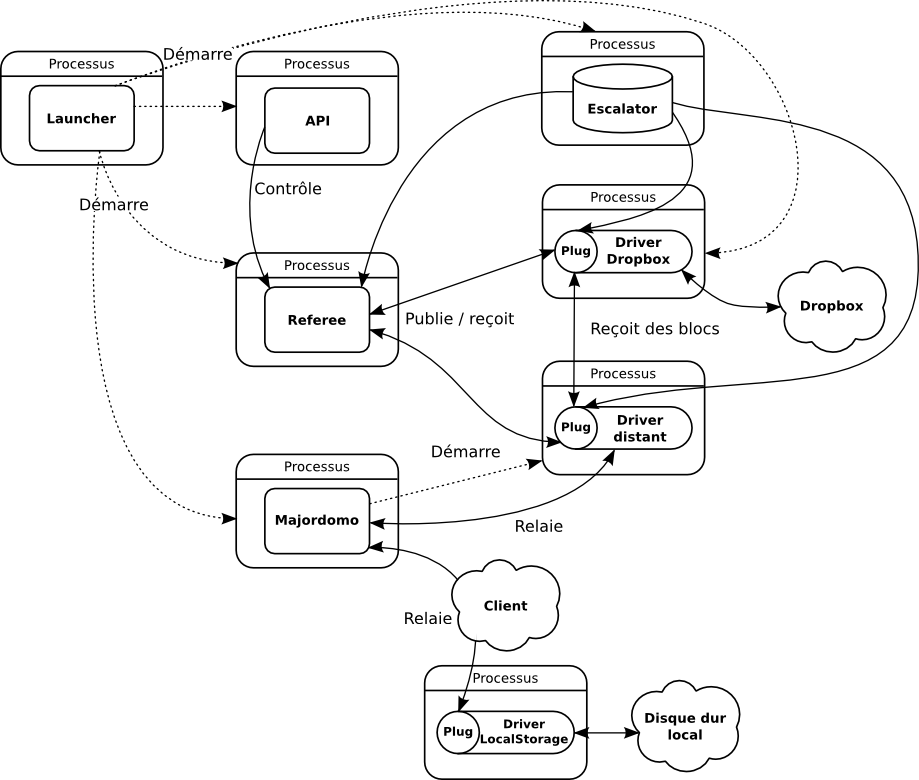 Démarre
Processus
Launcher
Processus
API
Processus
Escalator
Contrôle
Démarre
Processus
Plug
Driver
Dropbox
Processus
Referee
Publie / reçoit
Dropbox
Reçoit des blocs
Processus
Plug
Driver
distant
Démarre
Processus
Majordomo
Relaie
Client
Relaie
Processus
Plug
Driver
LocalStorage
Disque dur
local